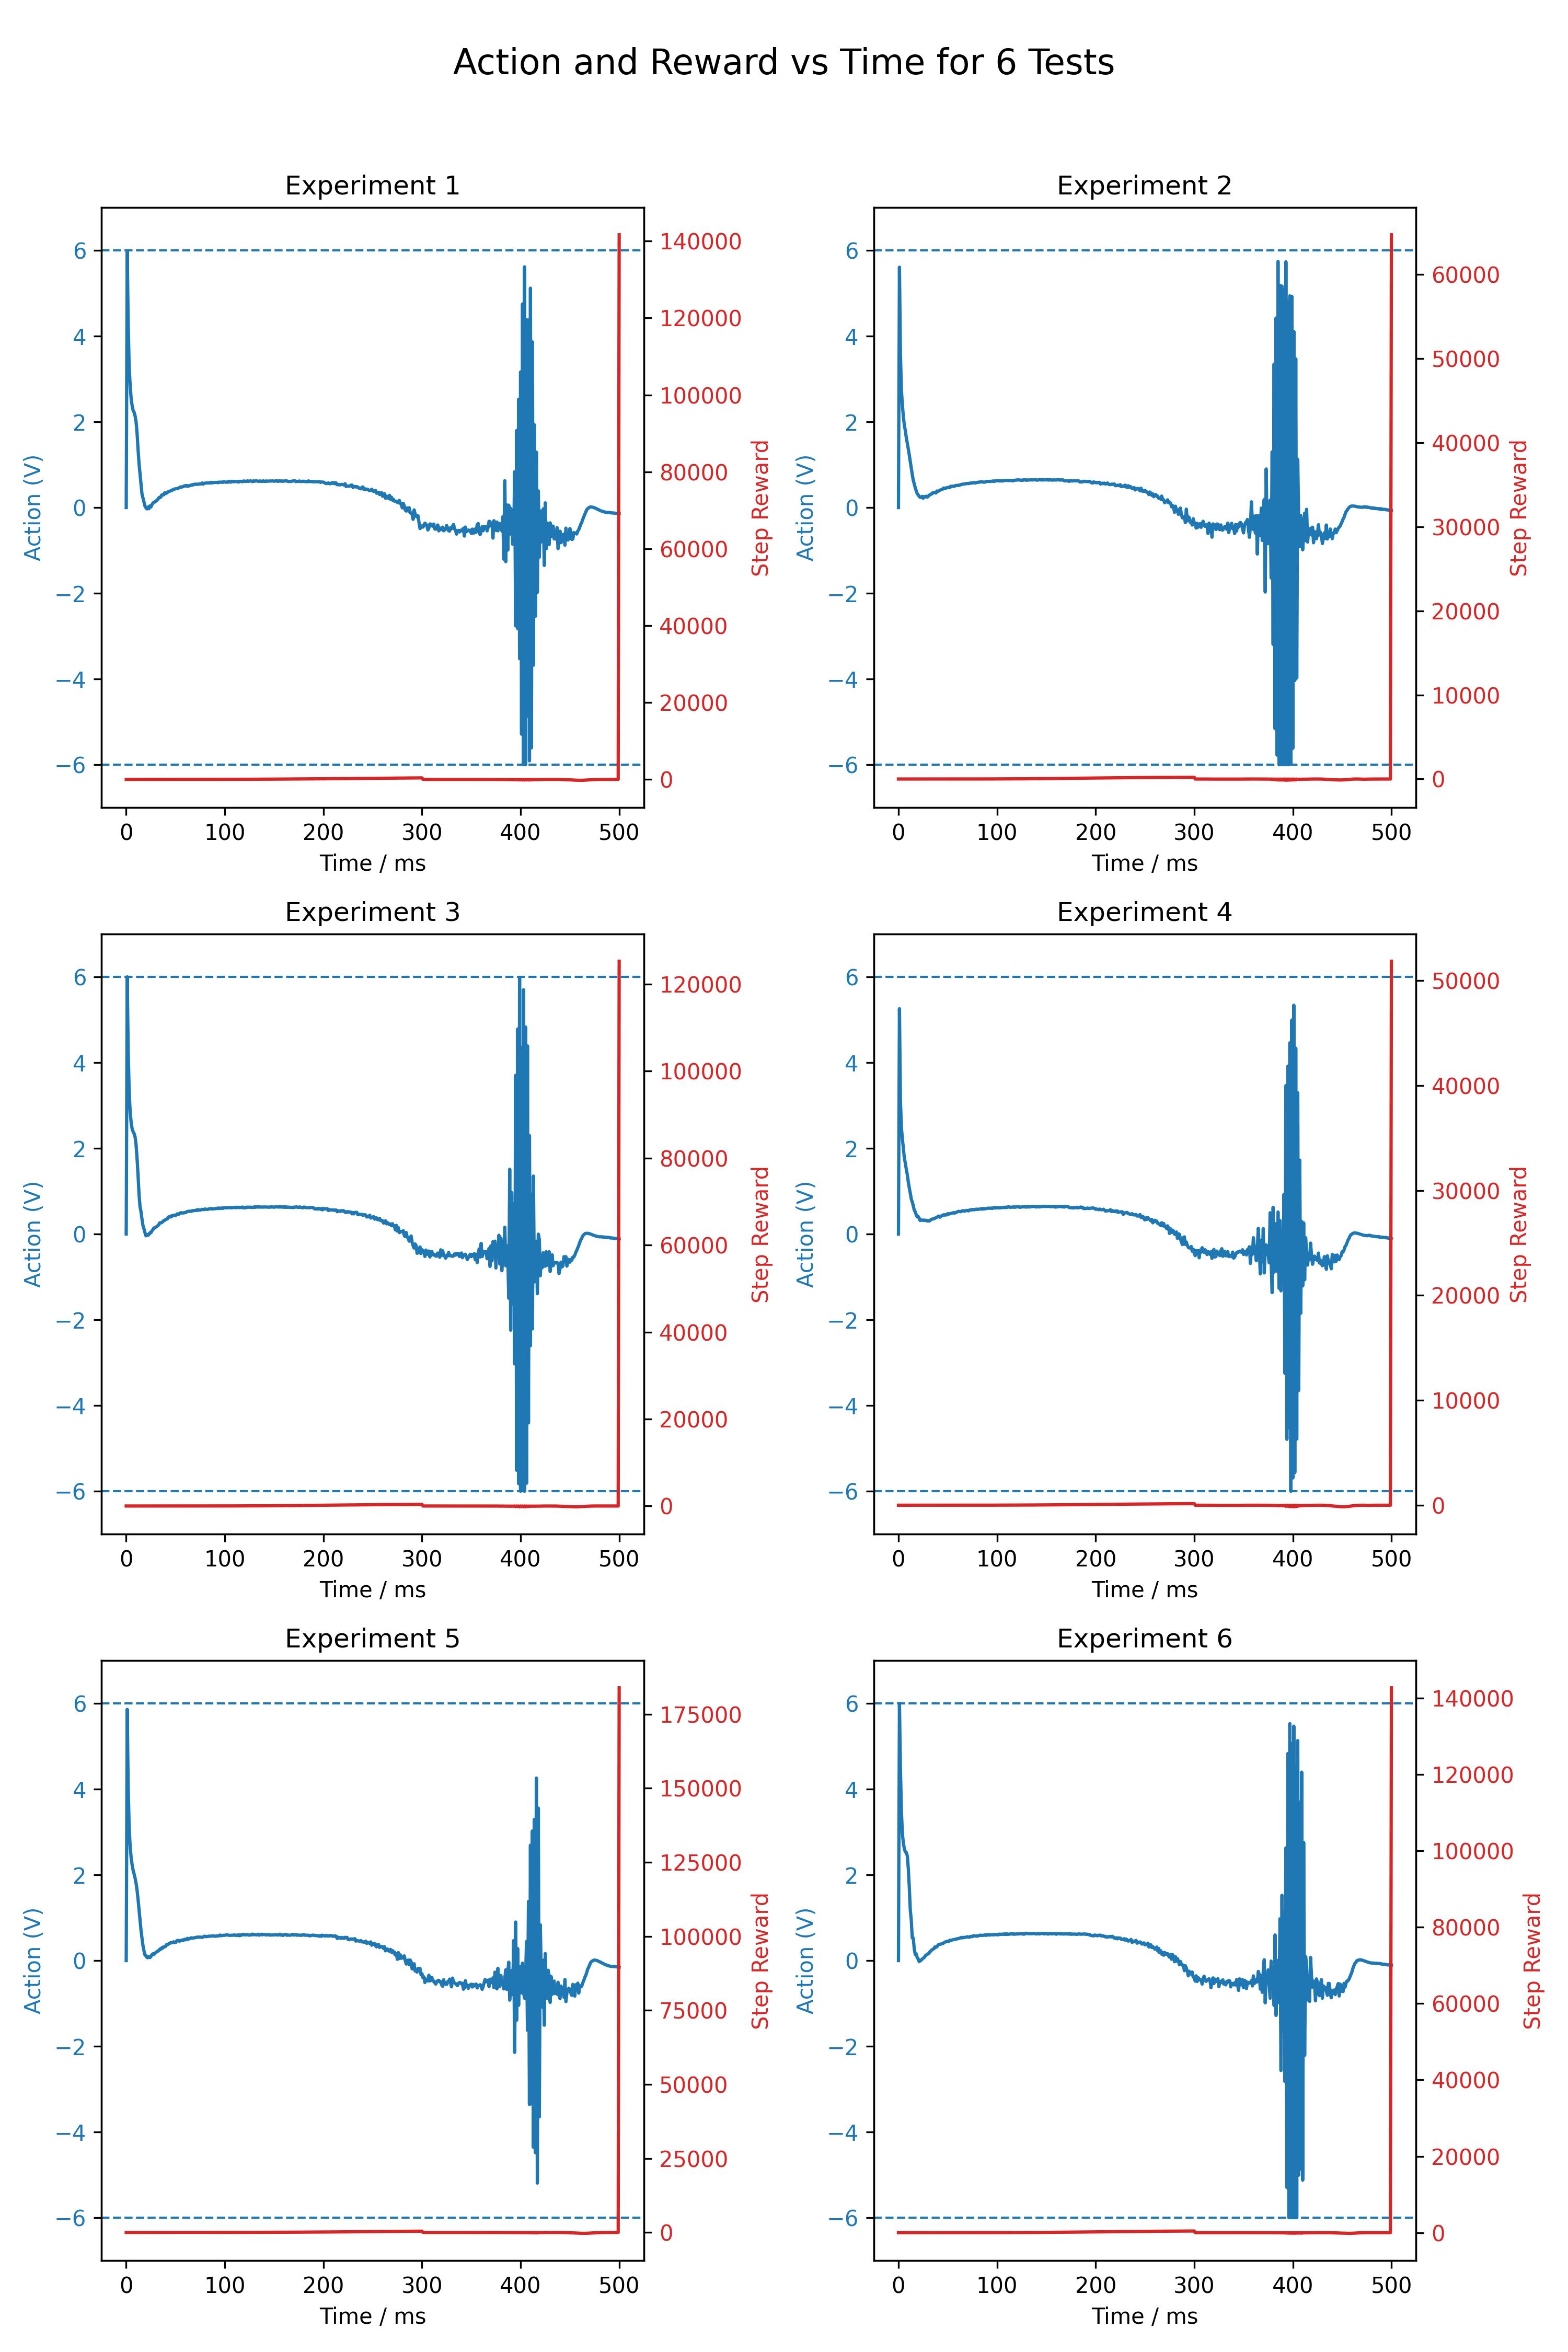 Action and Reward vs Time for 6 Tests
Experiment 1
Experiment 2
6
4
2
0
−2
−4
−6
Action (V)
140000
120000
100000
80000
60000
40000
20000
0
Step Reward
0 100 200 300 400 500
Time / ms
6
4
2
0
−2
−4
−6
Action (V)
60000
50000
40000
30000
20000
10000
0
Step Reward
0 100 200 300 400 500
Time / ms
Experiment 3
Experiment 4
6
4
2
0
−2
−4
−6
Action (V)
120000
100000
80000
60000
40000
20000
0
Step Reward
0 100 200 300 400 500
Time / ms
6
4
2
0
−2
−4
−6
Action (V)
50000
40000
30000
20000
10000
0
Step Reward
0 100 200 300 400 500
Time / ms
Experiment 5
Experiment 6
6
4
2
0
−2
−4
−6
Action (V)
175000
150000
125000
100000
75000
50000
25000
0
Step Reward
0 100 200 300 400 500
Time / ms
6
4
2
0
−2
−4
−6
Action (V)
140000
120000
100000
80000
60000
40000
20000
0
Step Reward
0 100 200 300 400 500
Time / ms